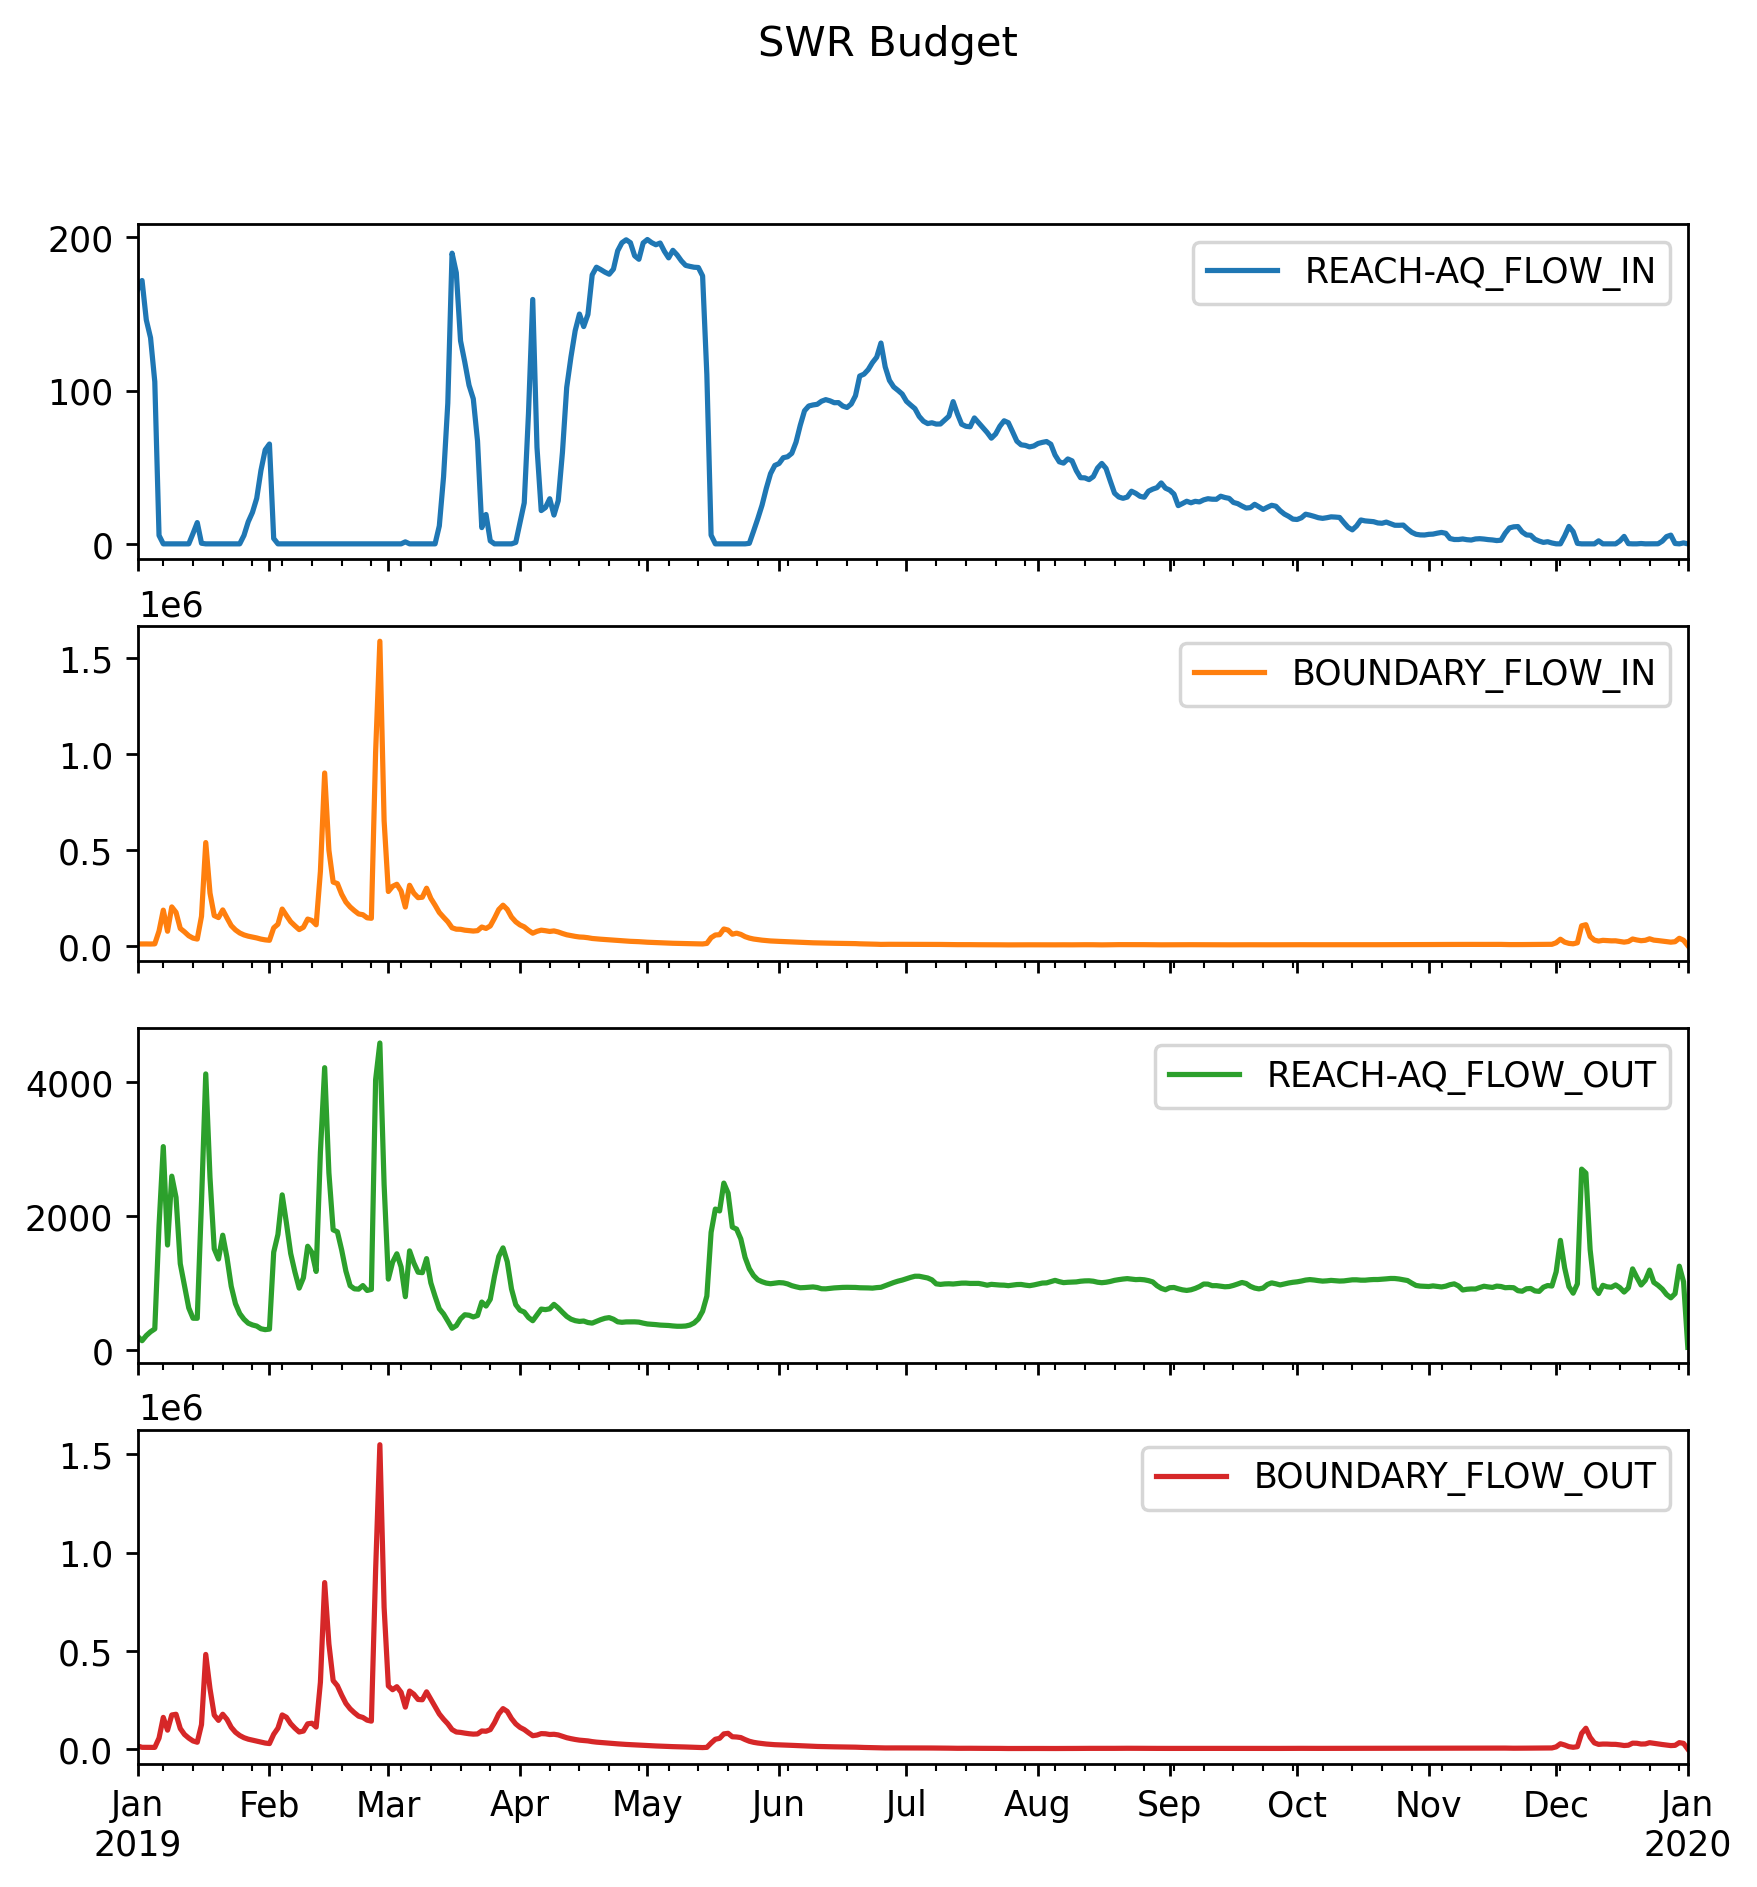 SWR Budget
200
100
0
REACH-AQ_FLOW_IN
1e6
1.5
1.0
0.5
0.0
BOUNDARY_FLOW_IN
4000
2000
0
REACH-AQ_FLOW_OUT
1e6
1.5
1.0
0.5
0.0
BOUNDARY_FLOW_OUT
Jan Feb Mar Apr May Jun Jul Aug Sep Oct Nov Dec Jan
2019 2020